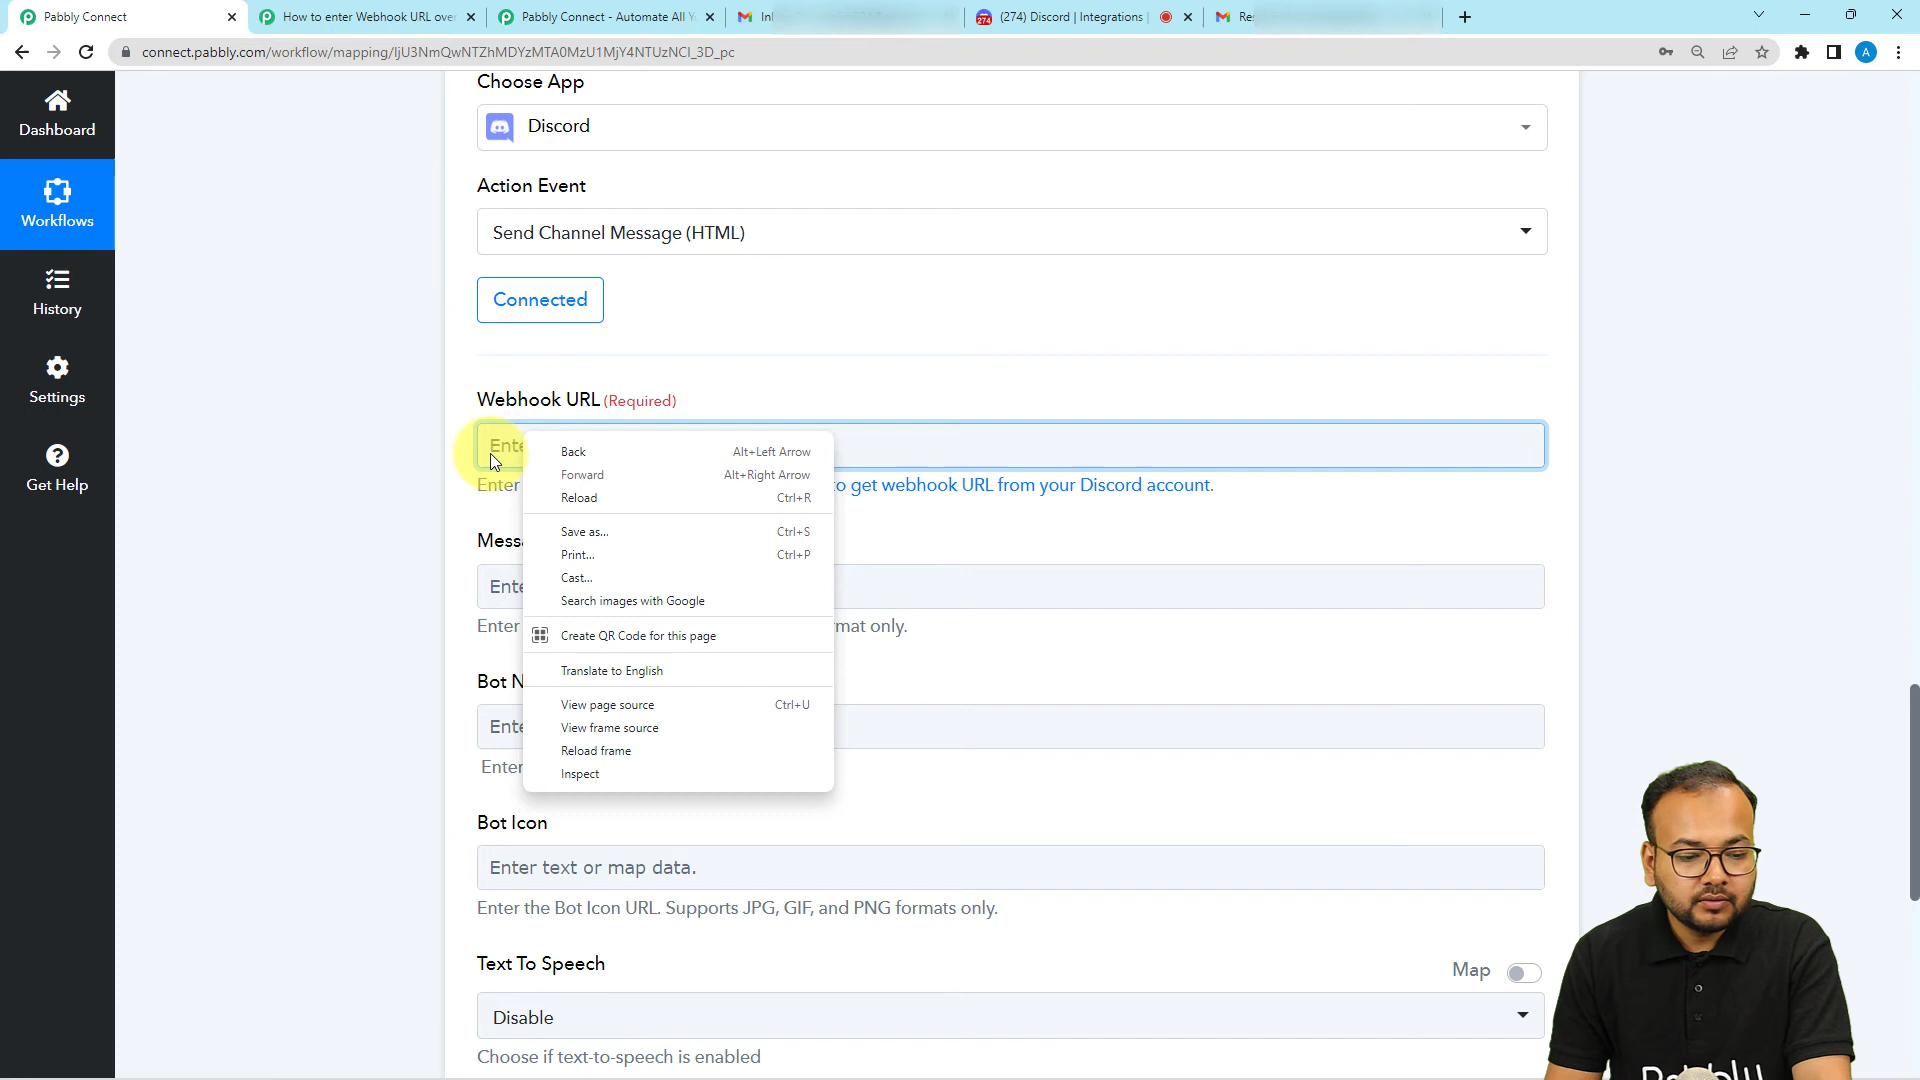 Pabbly Connect
How to enter Webhook URL over
Pabbly Connect - Automate All Y
(274) Discord | Integrations |
connect.pabbly.com/workflow/mapping/IjU3NmQwNTZhMDYzMTA0MzU1MjY4NTUzNCI_3D_pc
A
Dashboard
Workflows
History
Settings
Get Help
Choose App
Discord
Action Event
Send Channel Message (HTML)
Connected
Webhook URL (Required)
Ente
Enter
to get webhook URL from your Discord account.
Back Alt+Left Arrow
Forward Alt+Right Arrow
Reload Ctrl+R
Save as... Ctrl+S
Print... Ctrl+P
Cast...
Search images with Google
Create QR Code for this page
Translate to English
View page source Ctrl+U
View frame source
Reload frame
Inspect
Messa
Ente
Enter
mat only.
Bot N
Ente
Enter
Bot Icon
Enter text or map data.
Enter the Bot Icon URL. Supports JPG, GIF, and PNG formats only.
Text To Speech
Map
Disable
Choose if text-to-speech is enabled